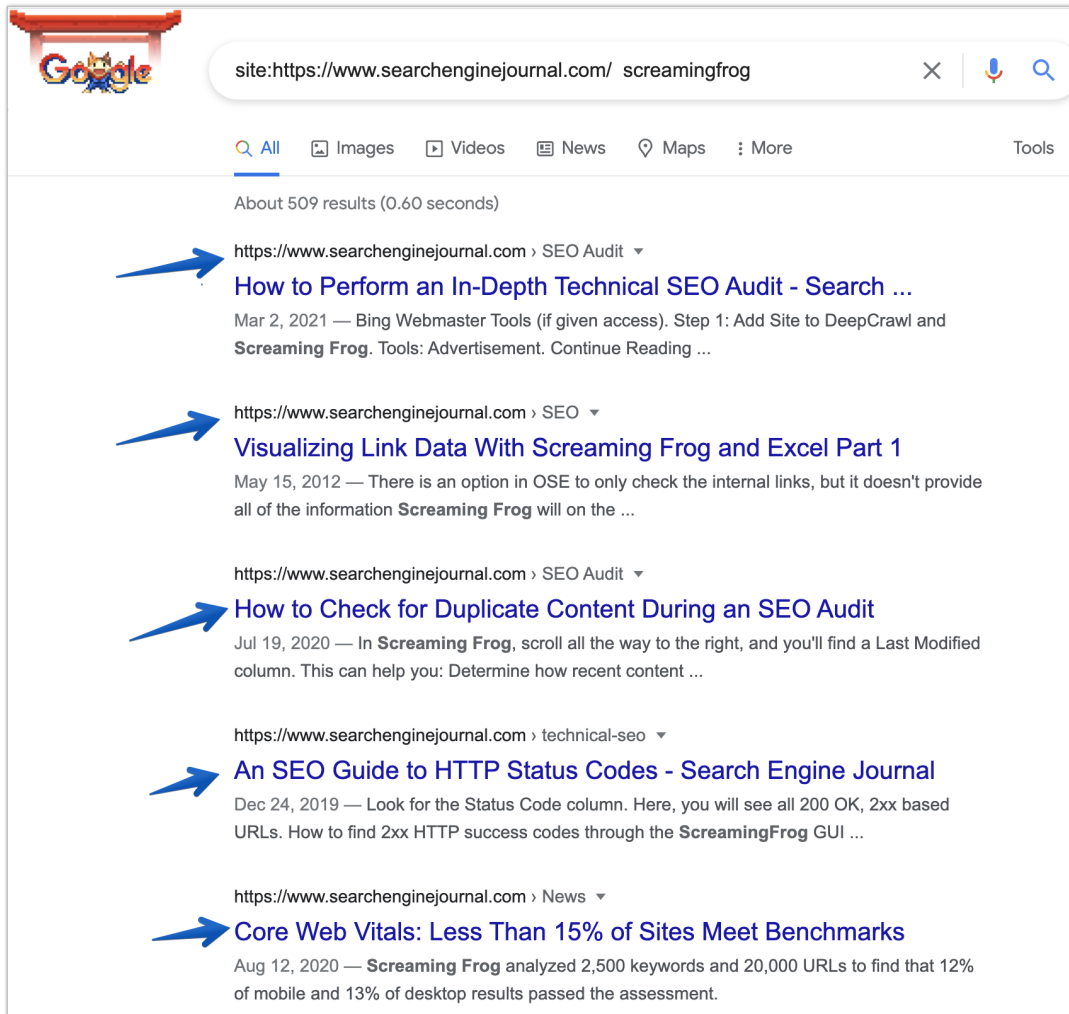 Google
site:https://www.searchenginejournal.com/ screamingfrog
All Images Videos News Maps More Tools
About 509 results (0.60 seconds)
https://www.searchenginejournal.com › SEO Audit
How to Perform an In-Depth Technical SEO Audit - Search ...
Mar 2, 2021 — Bing Webmaster Tools (if given access). Step 1: Add Site to DeepCrawl and
Screaming Frog. Tools: Advertisement. Continue Reading ...
https://www.searchenginejournal.com › SEO
Visualizing Link Data With Screaming Frog and Excel Part 1
May 15, 2012 — There is an option in OSE to only check the internal links, but it doesn't provide
all of the information Screaming Frog will on the ...
https://www.searchenginejournal.com › SEO Audit
How to Check for Duplicate Content During an SEO Audit
Jul 19, 2020 — In Screaming Frog, scroll all the way to the right, and you'll find a Last Modified
column. This can help you: Determine how recent content ...
https://www.searchenginejournal.com › technical-seo
An SEO Guide to HTTP Status Codes - Search Engine Journal
Dec 24, 2019 — Look for the Status Code column. Here, you will see all 200 OK, 2xx based
URLs. How to find 2xx HTTP success codes through the ScreamingFrog GUI ...
https://www.searchenginejournal.com › News
Core Web Vitals: Less Than 15% of Sites Meet Benchmarks
Aug 12, 2020 — Screaming Frog analyzed 2,500 keywords and 20,000 URLs to find that 12%
of mobile and 13% of desktop results passed the assessment.